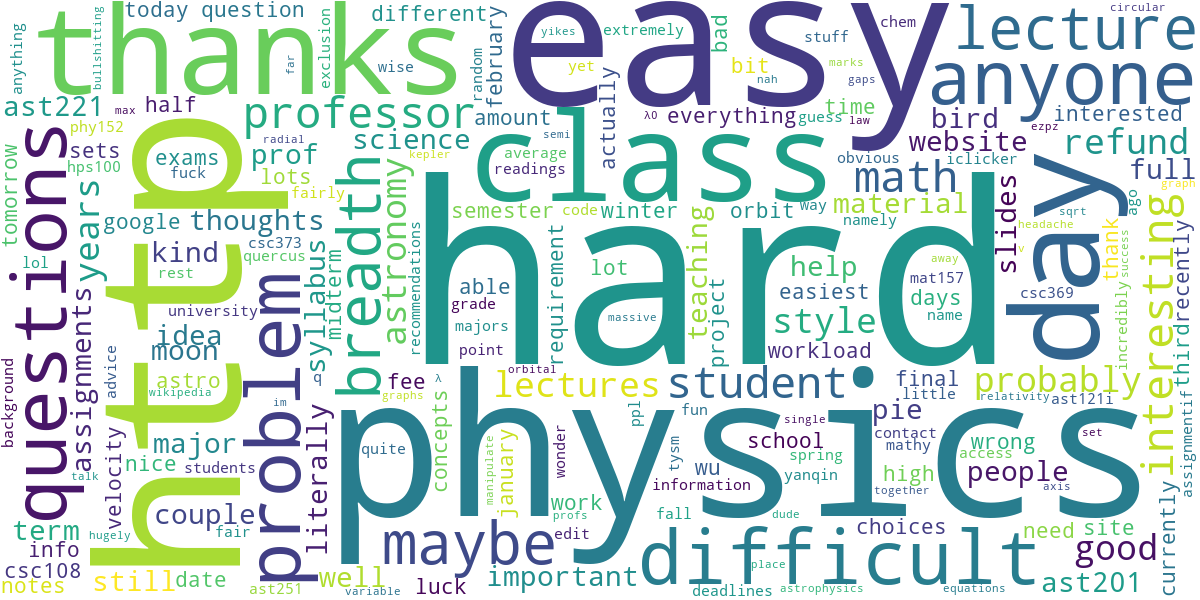 thanks
easy
hard
physics
http
class
questions
problem
day
difficult
anyone
lecture
maybe
professor
breadth
student
math
interesting
today question
different
circular
chem
yikes
extremely
bad
stuff
anything
bullshitting
far
exclusion
wise
random
february
yet
bit
nah
marks
gaps
ast221
max
half
amount
everything
time
guess
law
λ0
bird
ezpz
interested
phy152
radial
science
semi
actually
website
refund
tomorrow
hps100
sets
exams
fuck
prof
lots
kepler
average
readings
obvious
iclicker
full
graph
years
fairly
astronomy
semester
code
winter
orbit
way
material
namely
slides
sqrt
ago
google
thoughts
csc373
quercus
kind
lol
rest
syllabus
midterm
recommendations
requirement
lot
teaching
project
help
easiest
days
name
mat157
away
csc369
thank
headache
v
success
incredibly
recently
third
university
idea
moon
able
grade
majors
point
massive
style
workload
assignments
advice
astro
wikipedia
q
im
fee
λ
graphs
orbital
lectures
final
little
probably
relativity
ast121i
background
velocity
major
literally
concepts
ppl
fun
single
pie
contact
mathy
set
nice
students
talk
quite
manipulate
january
wonder
tysm
wu
school
spring
yanqin
information
high
wrong
access
people
together
axis
currently
assignmentif
term
hugely
couple
fair
work
profs
edit
fall
dude
choices
need
site
good
info
csc108
notes
still
date
ast251
well
variable
luck
important
place
deadlines
astrophysics
equations
ast201